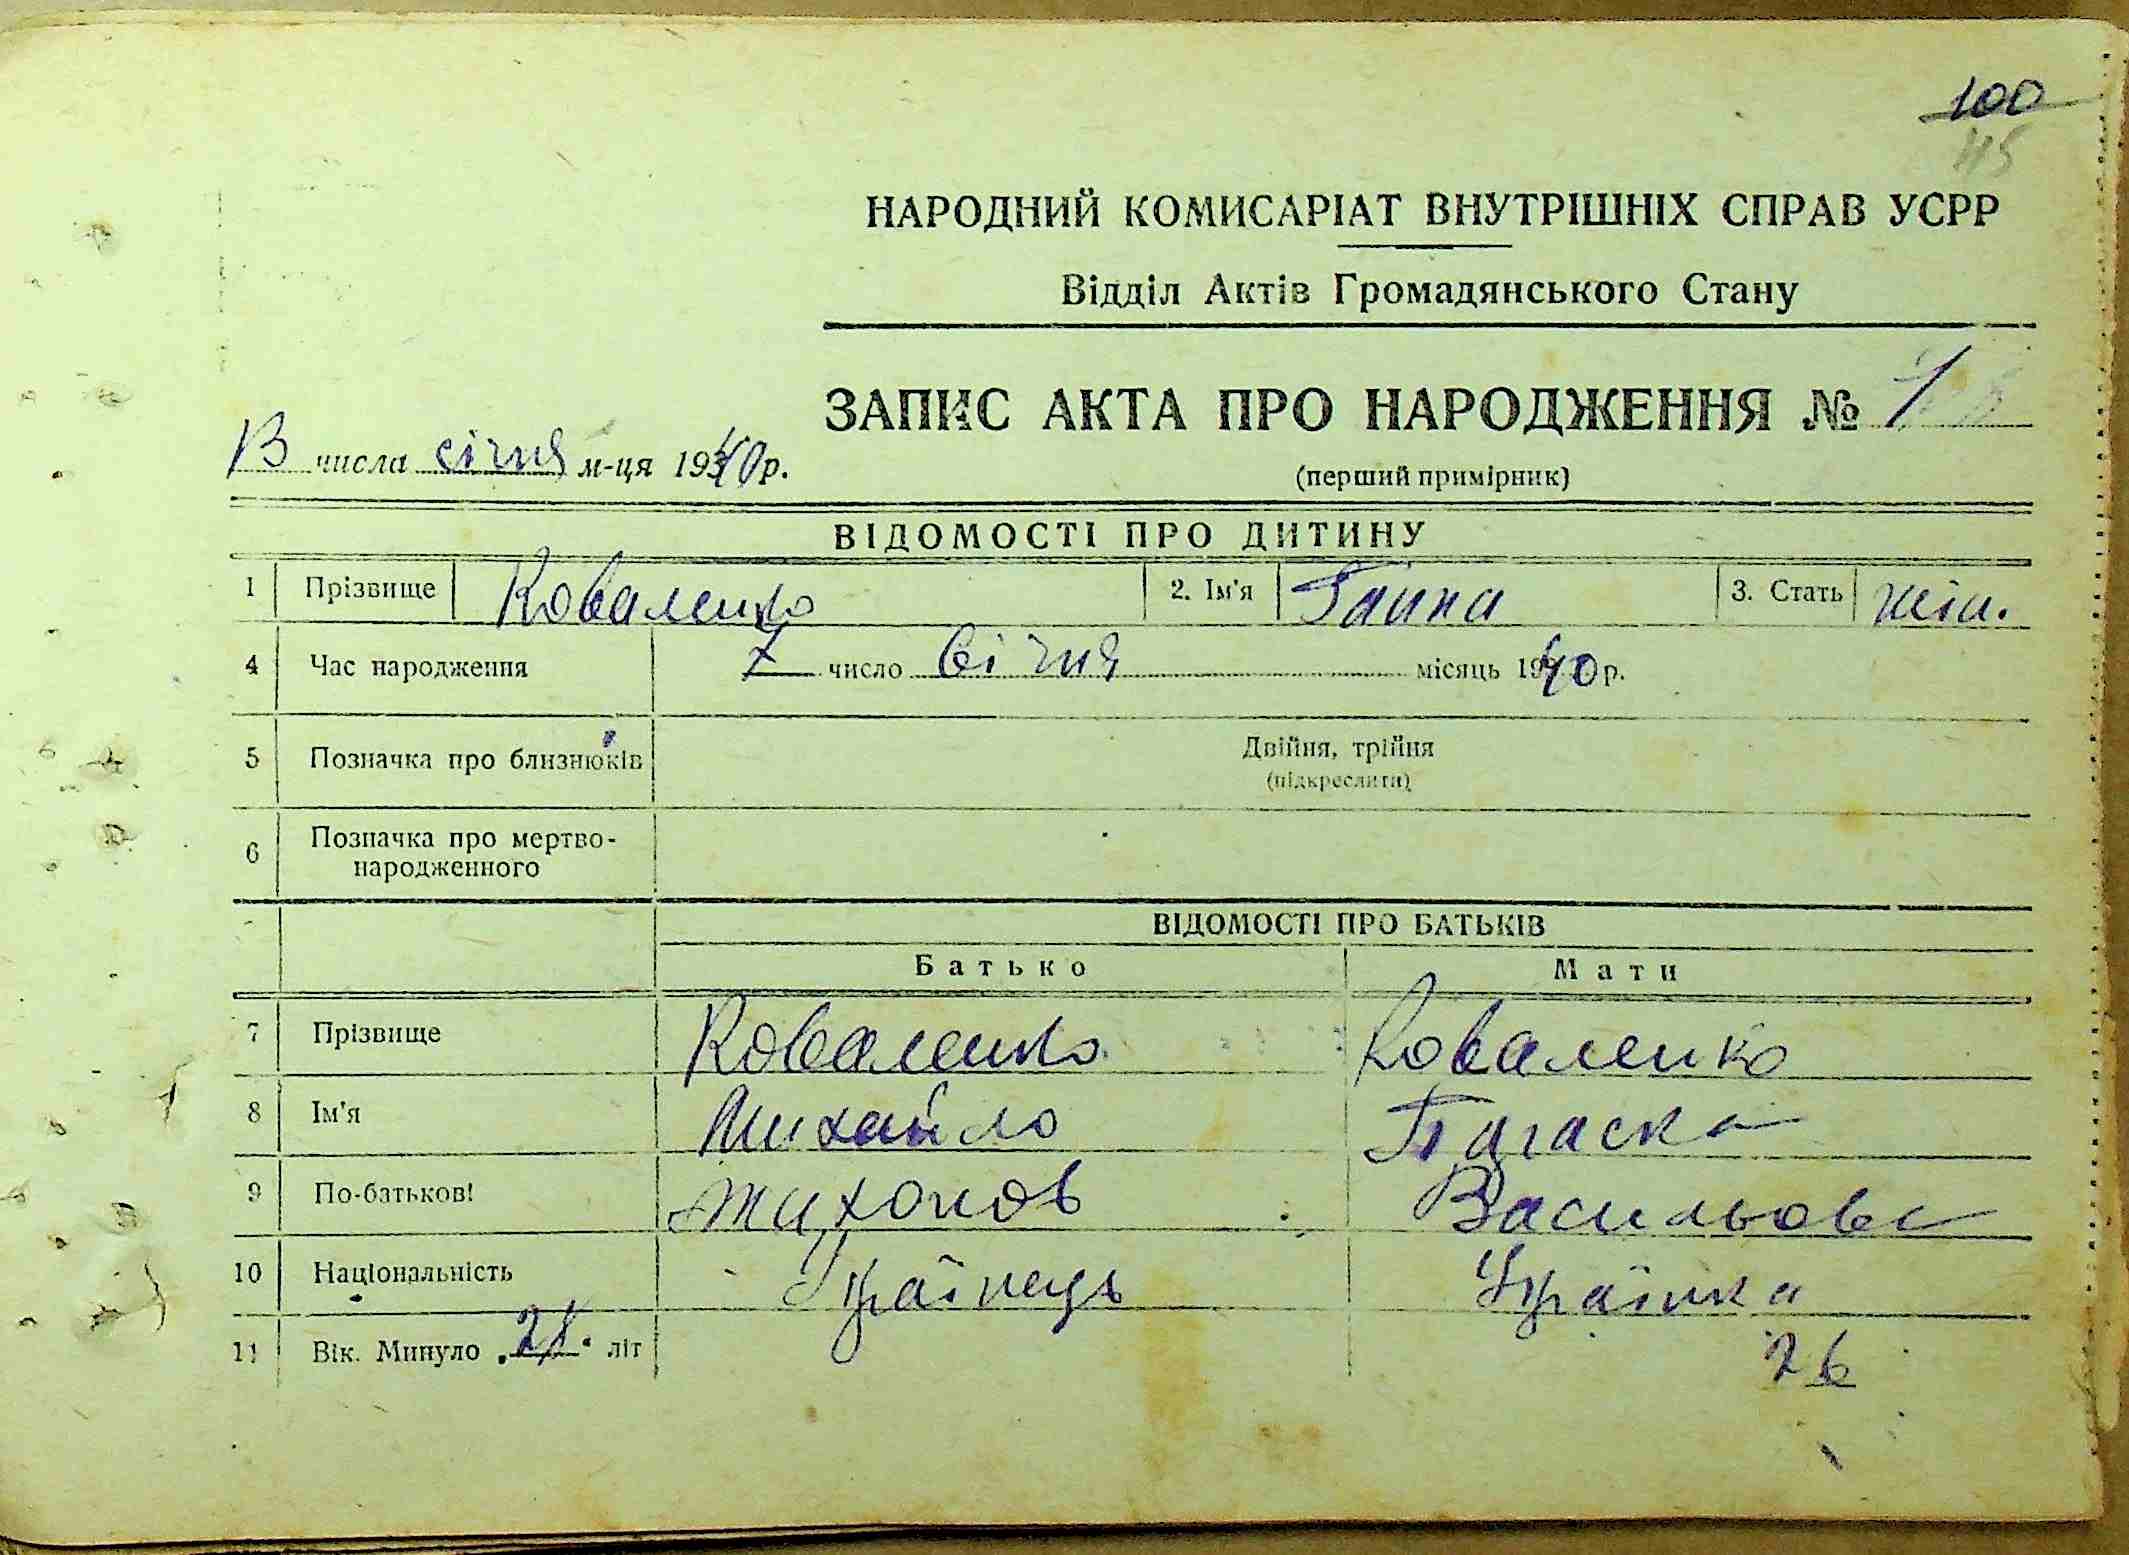 100
45
НАРОДНИЙ КОМИСАРІАТ ВНУТРІШНІХ СПРАВ УСРР
Відділ Актів Громадянського Стану
ЗАПИС АКТА ПРО НАРОДЖЕННЯ №
13 числа січня м-ця 1940 р.
(перший примірник)
ВІДОМОСТІ ПРО ДИТИНУ
1 Прізвище Коваленко 2. Ім'я Ганна 3. Стать жін.
4 Час народження 7 число січня місяць 1940 р.
5 Позначка про близнюків Двійня, трійня
(підкреслити)
6 Позначка про мертво-
народженного
ВІДОМОСТІ ПРО БАТЬКІВ
Батько Мати
7 Прізвище Коваленко Коваленко
8 Ім'я Михайло Параска
9 По-батькові Тихонов Васильовна
10 Національність Українець Українка
11 Вік. Минуло літ 26